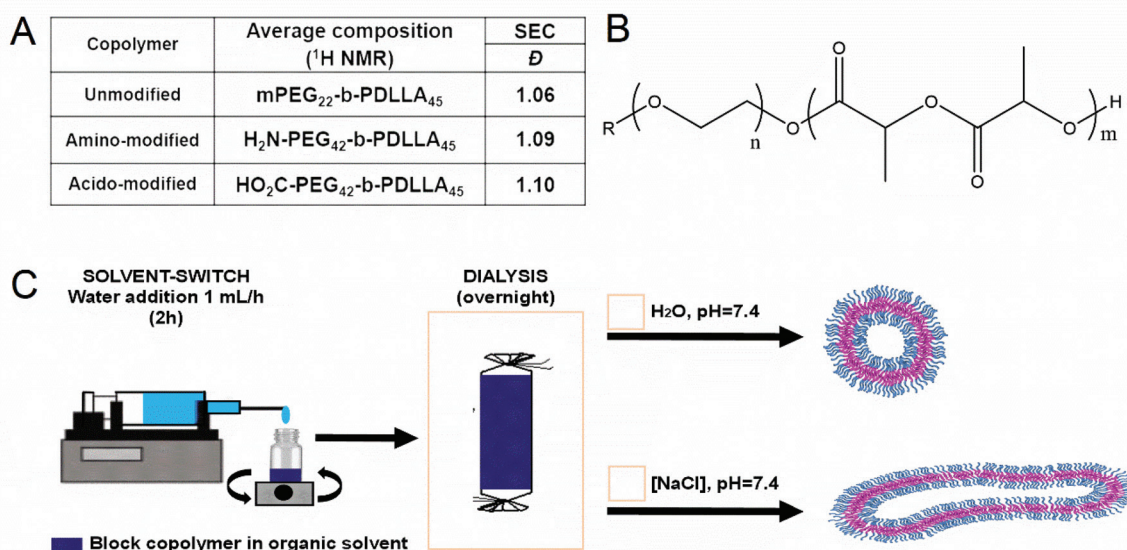 A
Copolymer
Average composition
(¹H NMR)
SEC
Đ
Unmodified
mPEG₂₂-b-PDLLA₄₅
1.06
Amino-modified
H₂N-PEG₄₂-b-PDLLA₄₅
1.09
Acido-modified
HO₂C-PEG₄₂-b-PDLLA₄₅
1.10
B
O
R
O
n
O
O
O
O
O
H
m
C
SOLVENT-SWITCH
Water addition 1 mL/h
(2h)
DIALYSIS
(overnight)
H₂O, pH=7.4
[NaCl], pH=7.4
Block copolymer in organic solvent